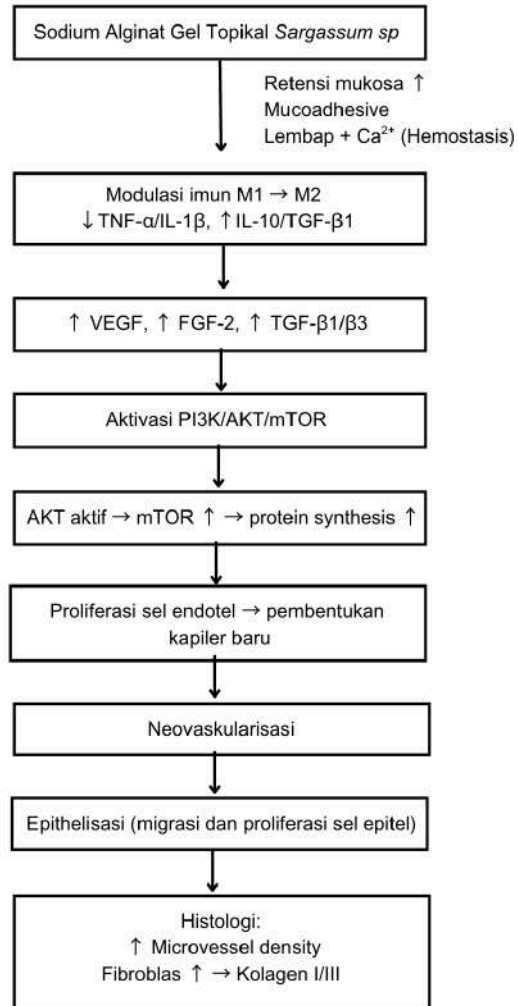 Sodium Alginat Gel Topikal Sargassum sp
Retensi mukosa ↑
Mucoadhesive
Lembap + Ca²⁺ (Hemostasis)
Modulasi imun M1 → M2
↓ TNF-α/IL-1β, ↑ IL-10/TGF-β1
↑ VEGF, ↑ FGF-2, ↑ TGF-β1/β3
Aktivasi PI3K/AKT/mTOR
AKT aktif → mTOR ↑ → protein synthesis ↑
Proliferasi sel endotel → pembentukan
kapiler baru
Neovaskularisasi
Epithelisasi (migrasi dan proliferasi sel epitel)
Histologi:
↑ Microvessel density
Fibroblas ↑ → Kolagen I/III